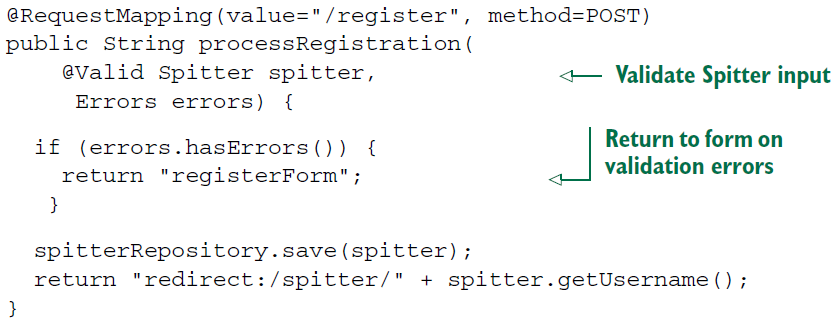 @RequestMapping(value="/register", method=POST)
public String processRegistration(
@Valid Spitter spitter,
Validate Spitter input
Errors errors) {
if (errors.hasErrors()) {
Return to form on
validation errors
return "registerForm";
}
spitterRepository.save(spitter);
return "redirect:/spitter/" + spitter.getUsername();
}